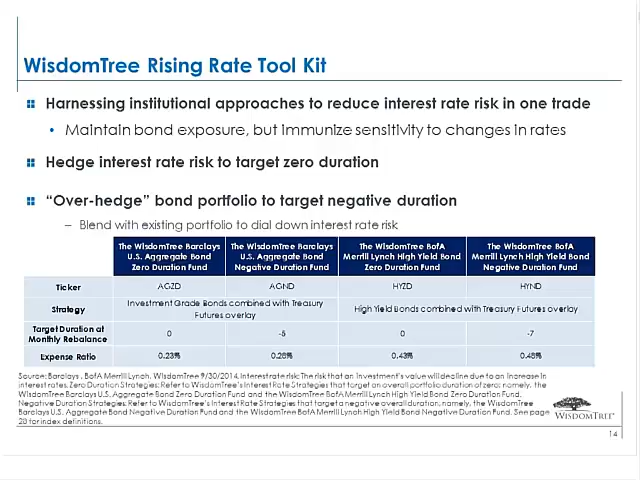 WisdomTree Rising Rate Tool Kit
Harnessing institutional approaches to reduce interest rate risk in one trade
• Maintain bond exposure, but immunize sensitivity to changes in rates
Hedge interest rate risk to target zero duration
“Over-hedge” bond portfolio to target negative duration
– Blend with existing portfolio to dial down interest rate risk
The WisdomTree Barclays U.S. Aggregate Bond Zero Duration Fund
The WisdomTree Barclays U.S. Aggregate Bond Negative Duration Fund
The WisdomTree BofA Merrill Lynch High Yield Bond Zero Duration Fund
The WisdomTree BofA Merrill Lynch High Yield Bond Negative Duration Fund
Ticker AGZD AGND HYZD HYND
Strategy Investment Grade Bonds combined with Treasury Futures overlay High Yield Bonds combined with Treasury Futures overlay
Target Duration at Monthly Rebalance 0 -5 0 -7
Expense Ratio 0.23% 0.28% 0.43% 0.48%
Source: Barclays , BofA Merrill Lynch, WisdomTree 9/30/2014. Interest rate risk: The risk that an investment's value will decline due to an increase in
interest rates. Zero Duration Strategies: Refer to WisdomTree's Interest Rate Strategies that target an overall portfolio duration of zero; namely, the
WisdomTree Barclays U.S. Aggregate Bond Zero Duration Fund and the WisdomTree BofA Merrill Lynch High Yield Bond Zero Duration Fund.
Negative Duration Strategies: Refer to WisdomTree's Interest Rate Strategies that target a negative overall duration, namely, the WisdomTree
Barclays U.S. Aggregate Bond Negative Duration Fund and the WisdomTree BofA Merrill Lynch High Yield Bond Negative Duration Fund. See page
28 for index definitions.
WISDOMTREE
14